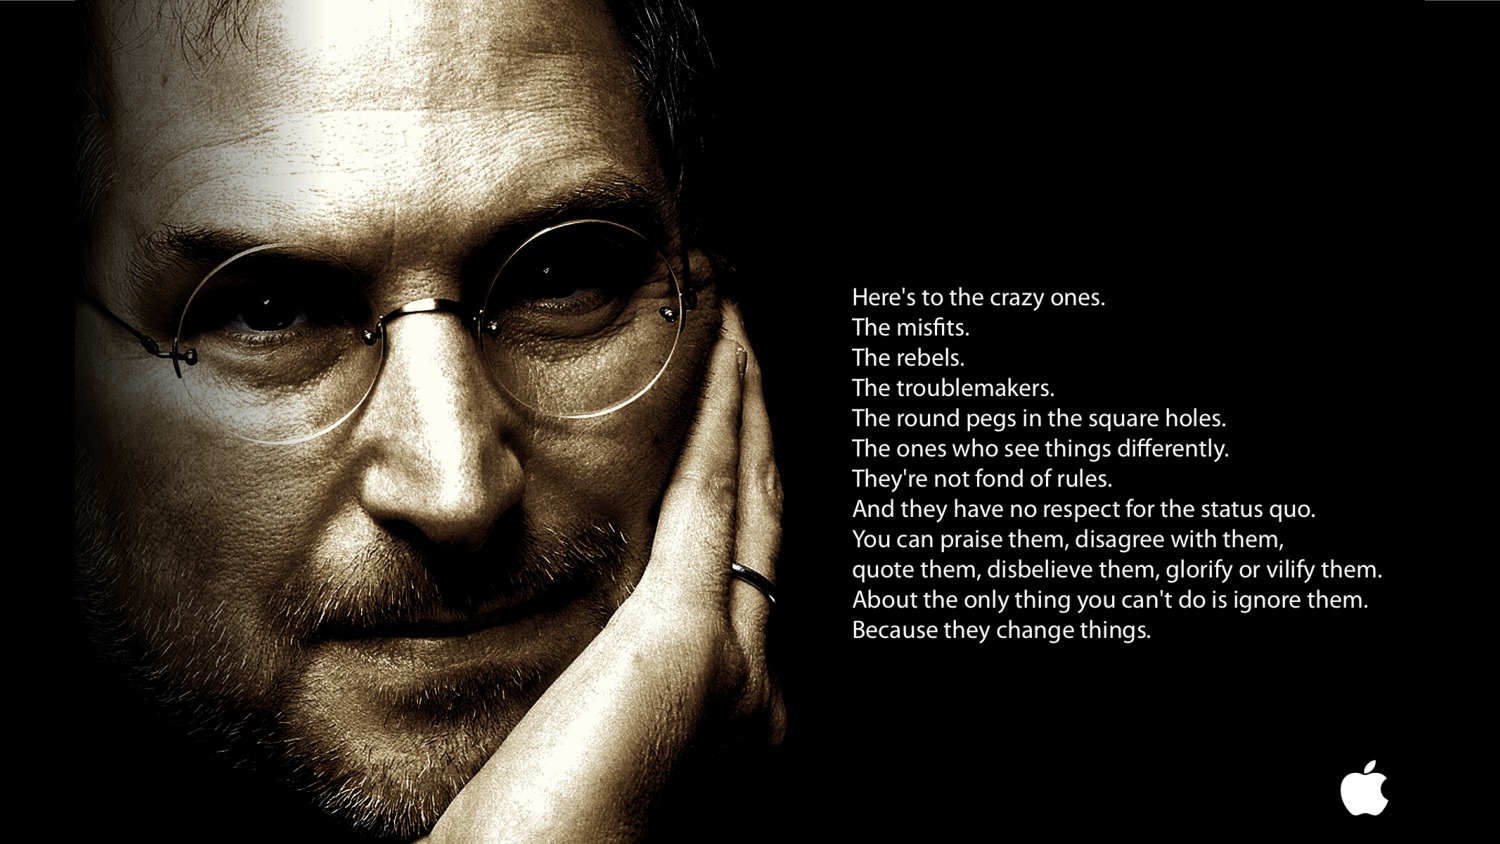 Here's to the crazy ones.
The misfits.
The rebels.
The troublemakers.
The round pegs in the square holes.
The ones who see things differently.
They're not fond of rules.
And they have no respect for the status quo.
You can praise them, disagree with them,
quote them, disbelieve them, glorify or vilify them.
About the only thing you can't do is ignore them.
Because they change things.